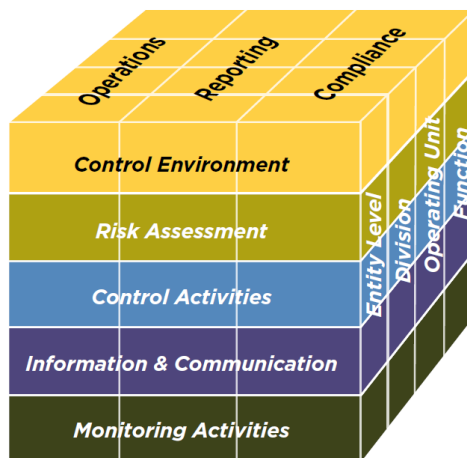 Operations
Reporting
Compliance
Control Environment
Risk Assessment
Control Activities
Information & Communication
Monitoring Activities
Entity Level
Division
Operating Unit
Function